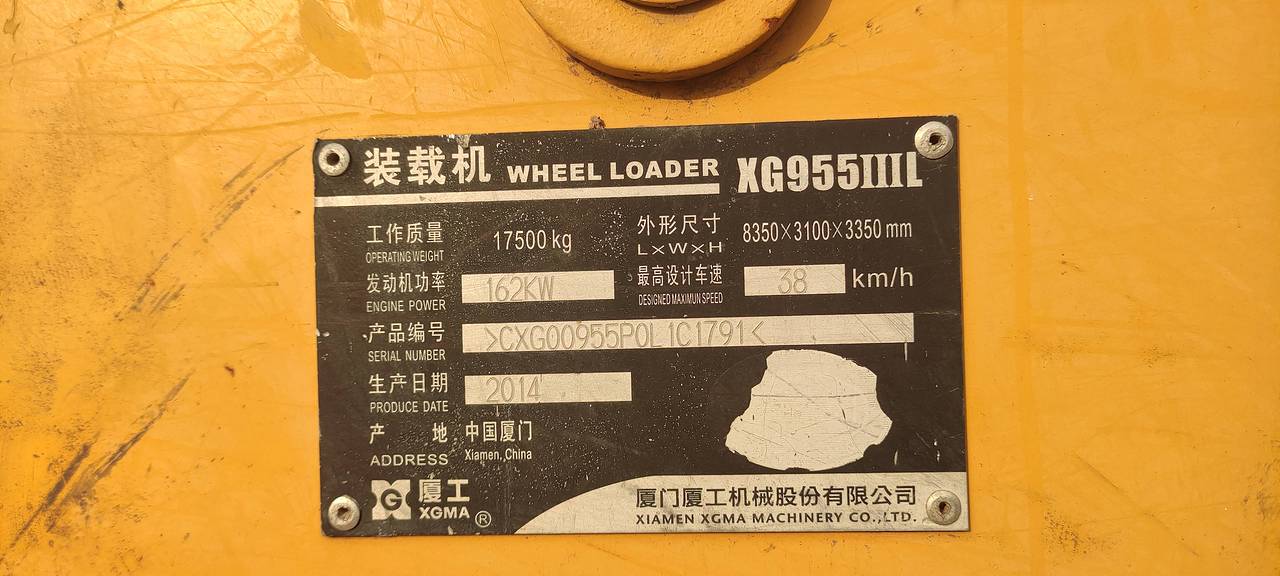 装载机 WHEEL LOADER XG955IIIL
工作质量 17500 kg 外形尺寸 8350×3100×3350 mm
OPERATING WEIGHT L×W×H
发动机功率 162KW 最高设计车速 38 km/h
ENGINE POWER DESIGNED MAXIMUN SPEED
产品编号 >CXG00955P0L1C1791<
SERIAL NUMBER
生产日期 2014
PRODUCE DATE
产 地 中国厦门
ADDRESS Xiamen, China
G 厦工 XGMA ®
厦门厦工机械股份有限公司
XIAMEN XGMA MACHINERY CO.,LTD.